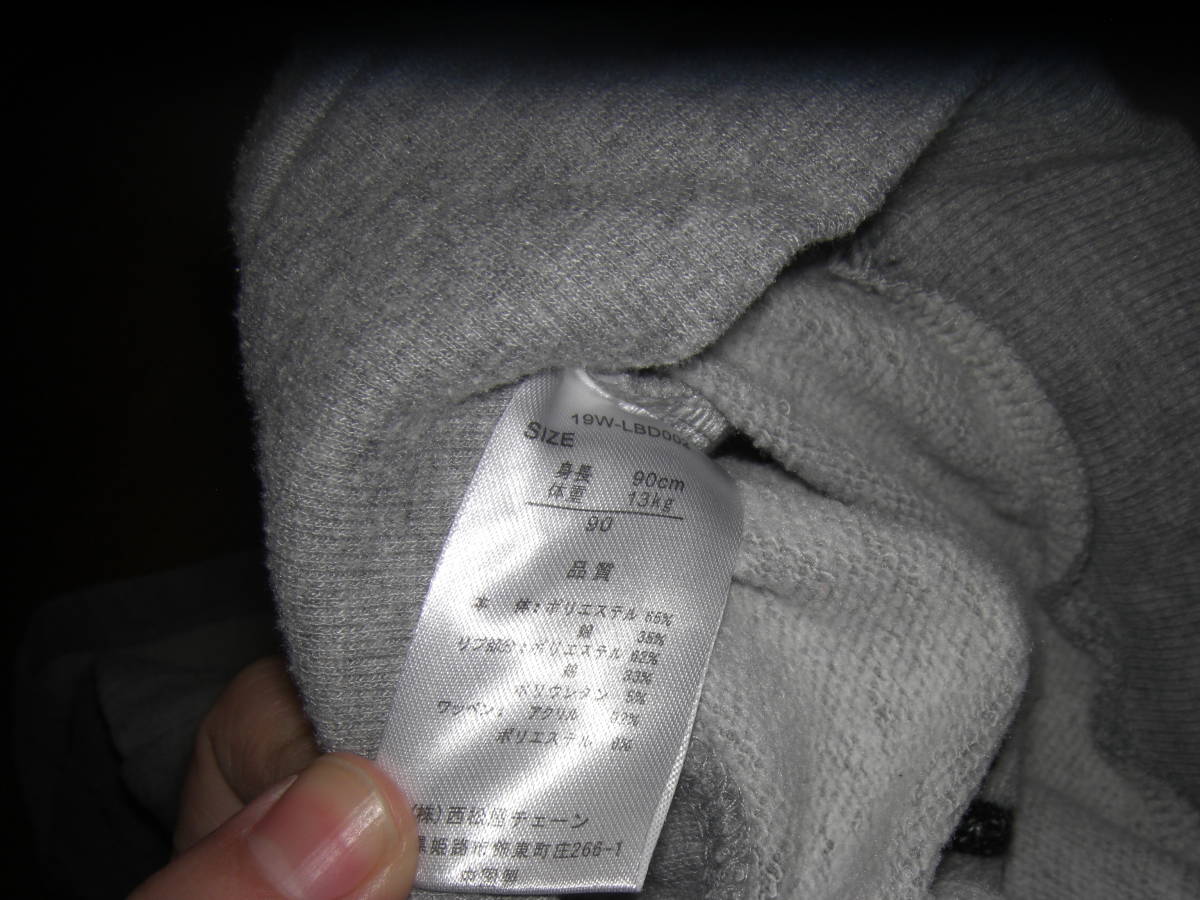 19W-LBD002
SIZE
身長 90cm
体重 13kg
90
品質
本 体:ポリエステル 65%
綿 35%
リブ部分:ポリエステル 62%
綿 33%
ポリウレタン 5%
ワッペン: アクリル 92%
ポリエステル 8%
(株)西松屋チェーン
姫路市飾東町庄266-1
中国製